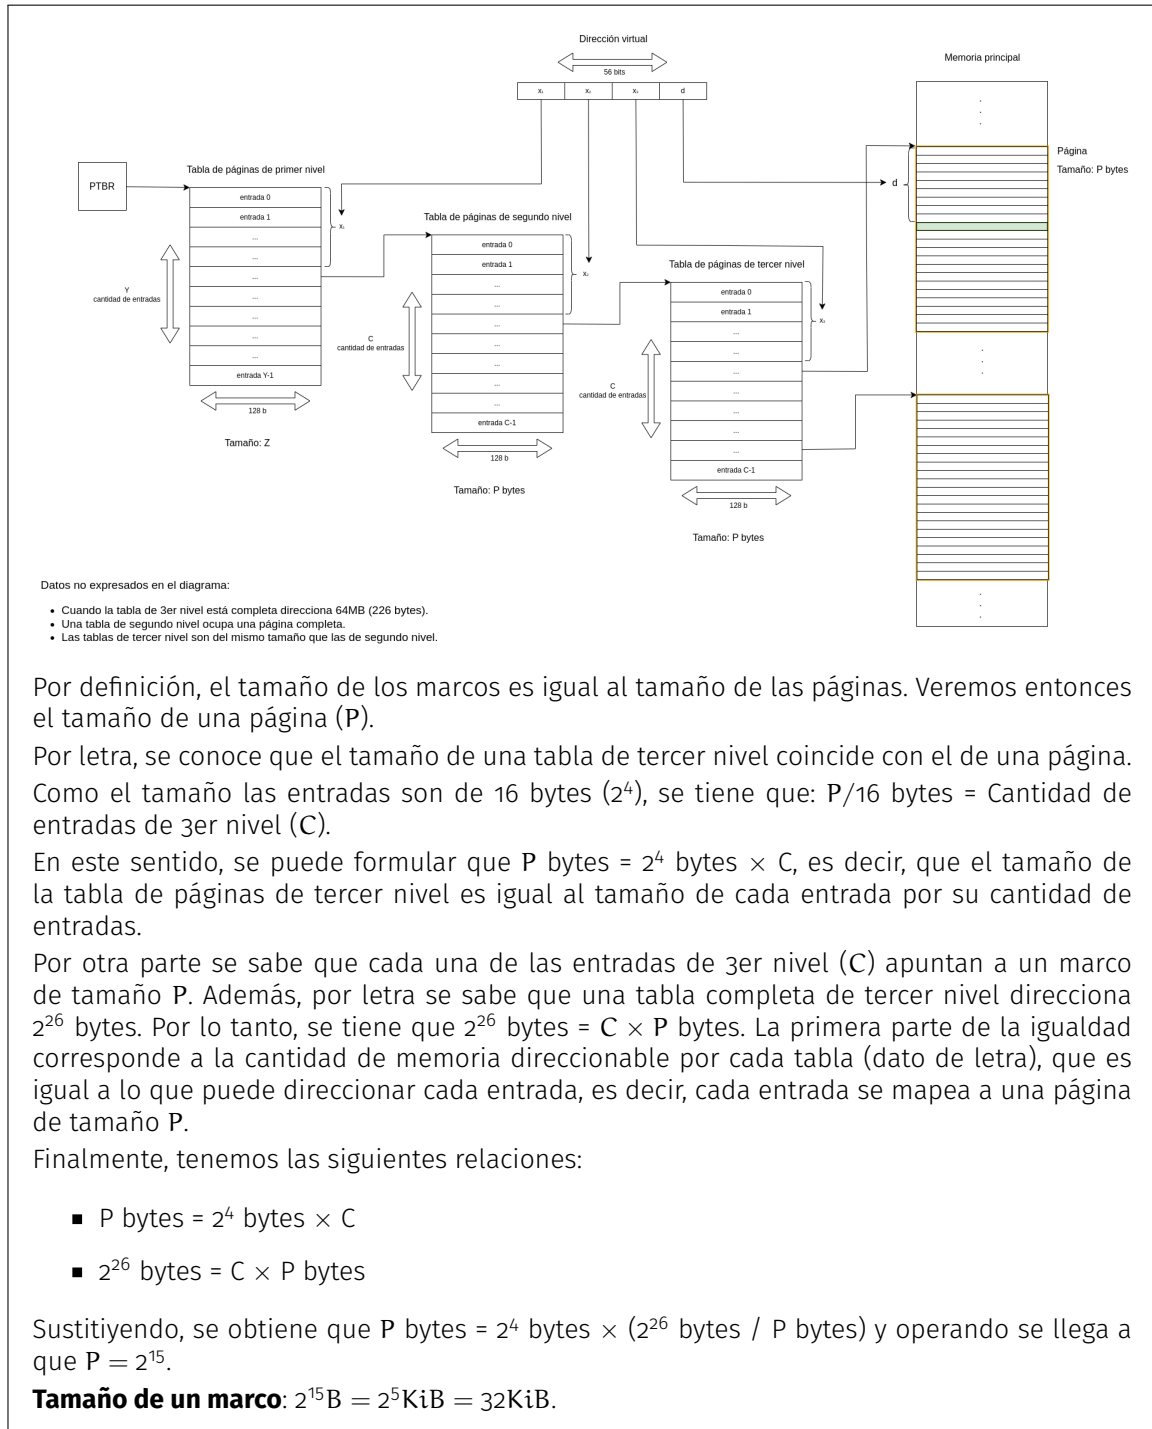 Dirección virtual
56 bits
x₁ x₂ x₃ d
Memoria principal
.
.
.
Página
Tamaño: P bytes
d
PTBR
Tabla de páginas de primer nivel
entrada 0
entrada 1
...
...
...
...
...
...
...
entrada Y-1
x₁
Y
cantidad de entradas
128 b
Tamaño: Z
Tabla de páginas de segundo nivel
entrada 0
entrada 1
...
...
...
...
...
...
...
entrada C-1
x₂
C
cantidad de entradas
128 b
Tamaño: P bytes
Tabla de páginas de tercer nivel
entrada 0
entrada 1
...
...
...
...
...
...
...
entrada C-1
x₃
C
cantidad de entradas
128 b
Tamaño: P bytes
.
.
.
.
.
.
Datos no expresados en el diagrama:
• Cuando la tabla de 3er nivel está completa direcciona 64MB (226 bytes).
• Una tabla de segundo nivel ocupa una página completa.
• Las tablas de tercer nivel son del mismo tamaño que las de segundo nivel.
Por definición, el tamaño de los marcos es igual al tamaño de las páginas. Veremos entonces
el tamaño de una página (P).
Por letra, se conoce que el tamaño de una tabla de tercer nivel coincide con el de una página.
Como el tamaño las entradas son de 16 bytes (2⁴), se tiene que: P/16 bytes = Cantidad de
entradas de 3er nivel (C).
En este sentido, se puede formular que P bytes = 2⁴ bytes × C, es decir, que el tamaño de
la tabla de páginas de tercer nivel es igual al tamaño de cada entrada por su cantidad de
entradas.
Por otra parte se sabe que cada una de las entradas de 3er nivel (C) apuntan a un marco
de tamaño P. Además, por letra se sabe que una tabla completa de tercer nivel direcciona
2²⁶ bytes. Por lo tanto, se tiene que 2²⁶ bytes = C × P bytes. La primera parte de la igualdad
corresponde a la cantidad de memoria direccionable por cada tabla (dato de letra), que es
igual a lo que puede direccionar cada entrada, es decir, cada entrada se mapea a una página
de tamaño P.
Finalmente, tenemos las siguientes relaciones:
▪ P bytes = 2⁴ bytes × C
▪ 2²⁶ bytes = C × P bytes
Sustitiyendo, se obtiene que P bytes = 2⁴ bytes × (2²⁶ bytes / P bytes) y operando se llega a
que P = 2¹⁵.
Tamaño de un marco: 2¹⁵B = 2⁵KiB = 32KiB.